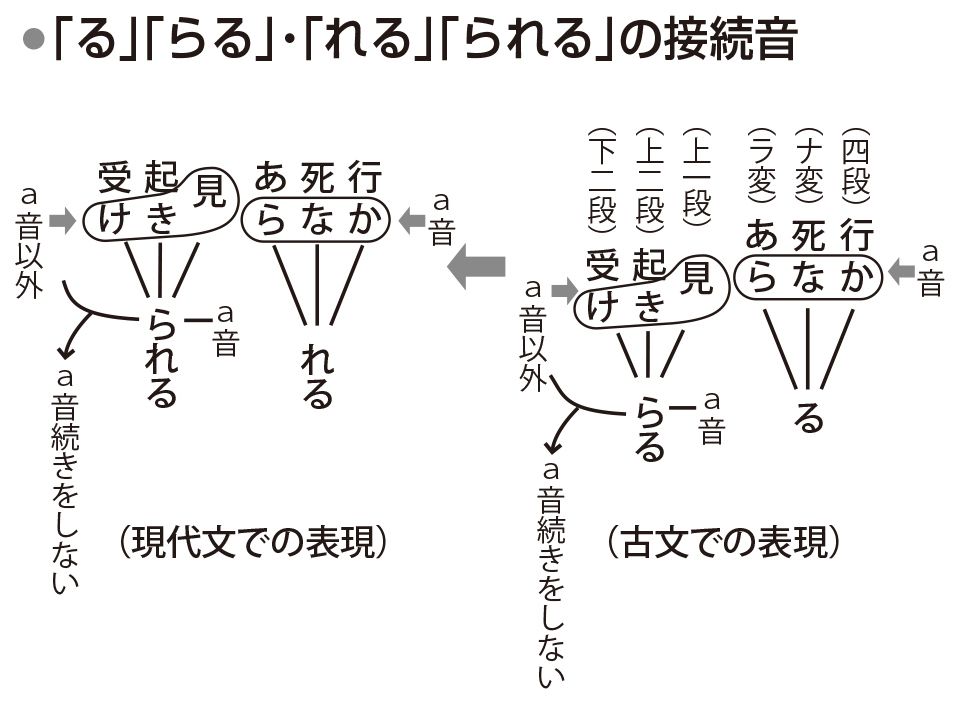 ●「る」「らる」・「れる」「られる」の接続音
(四段)
行か
(ナ変)
死な
(ラ変)
あら
a音
る
(上一段)
見
(上二段)
起き
(下二段)
受け
a音以外
らる
a音
a音続きをしない
(古文での表現)
行か
死な
あら
a音
れる
見
起き
受け
a音以外
られる
a音
a音続きをしない
(現代文での表現)